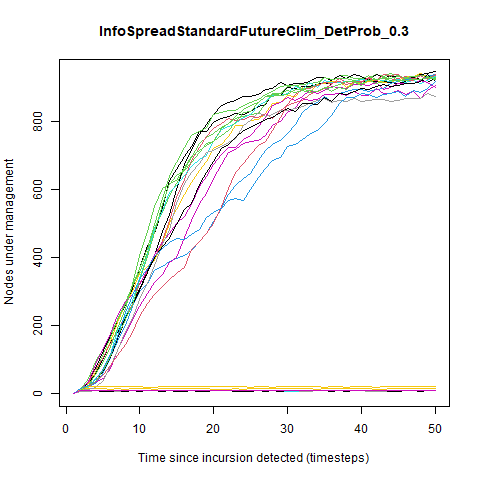 InfoSpreadStandardFutureClim_DetProb_0.3
Nodes under management
800
600
400
200
0
0 10 20 30 40 50
Time since incursion detected (timesteps)